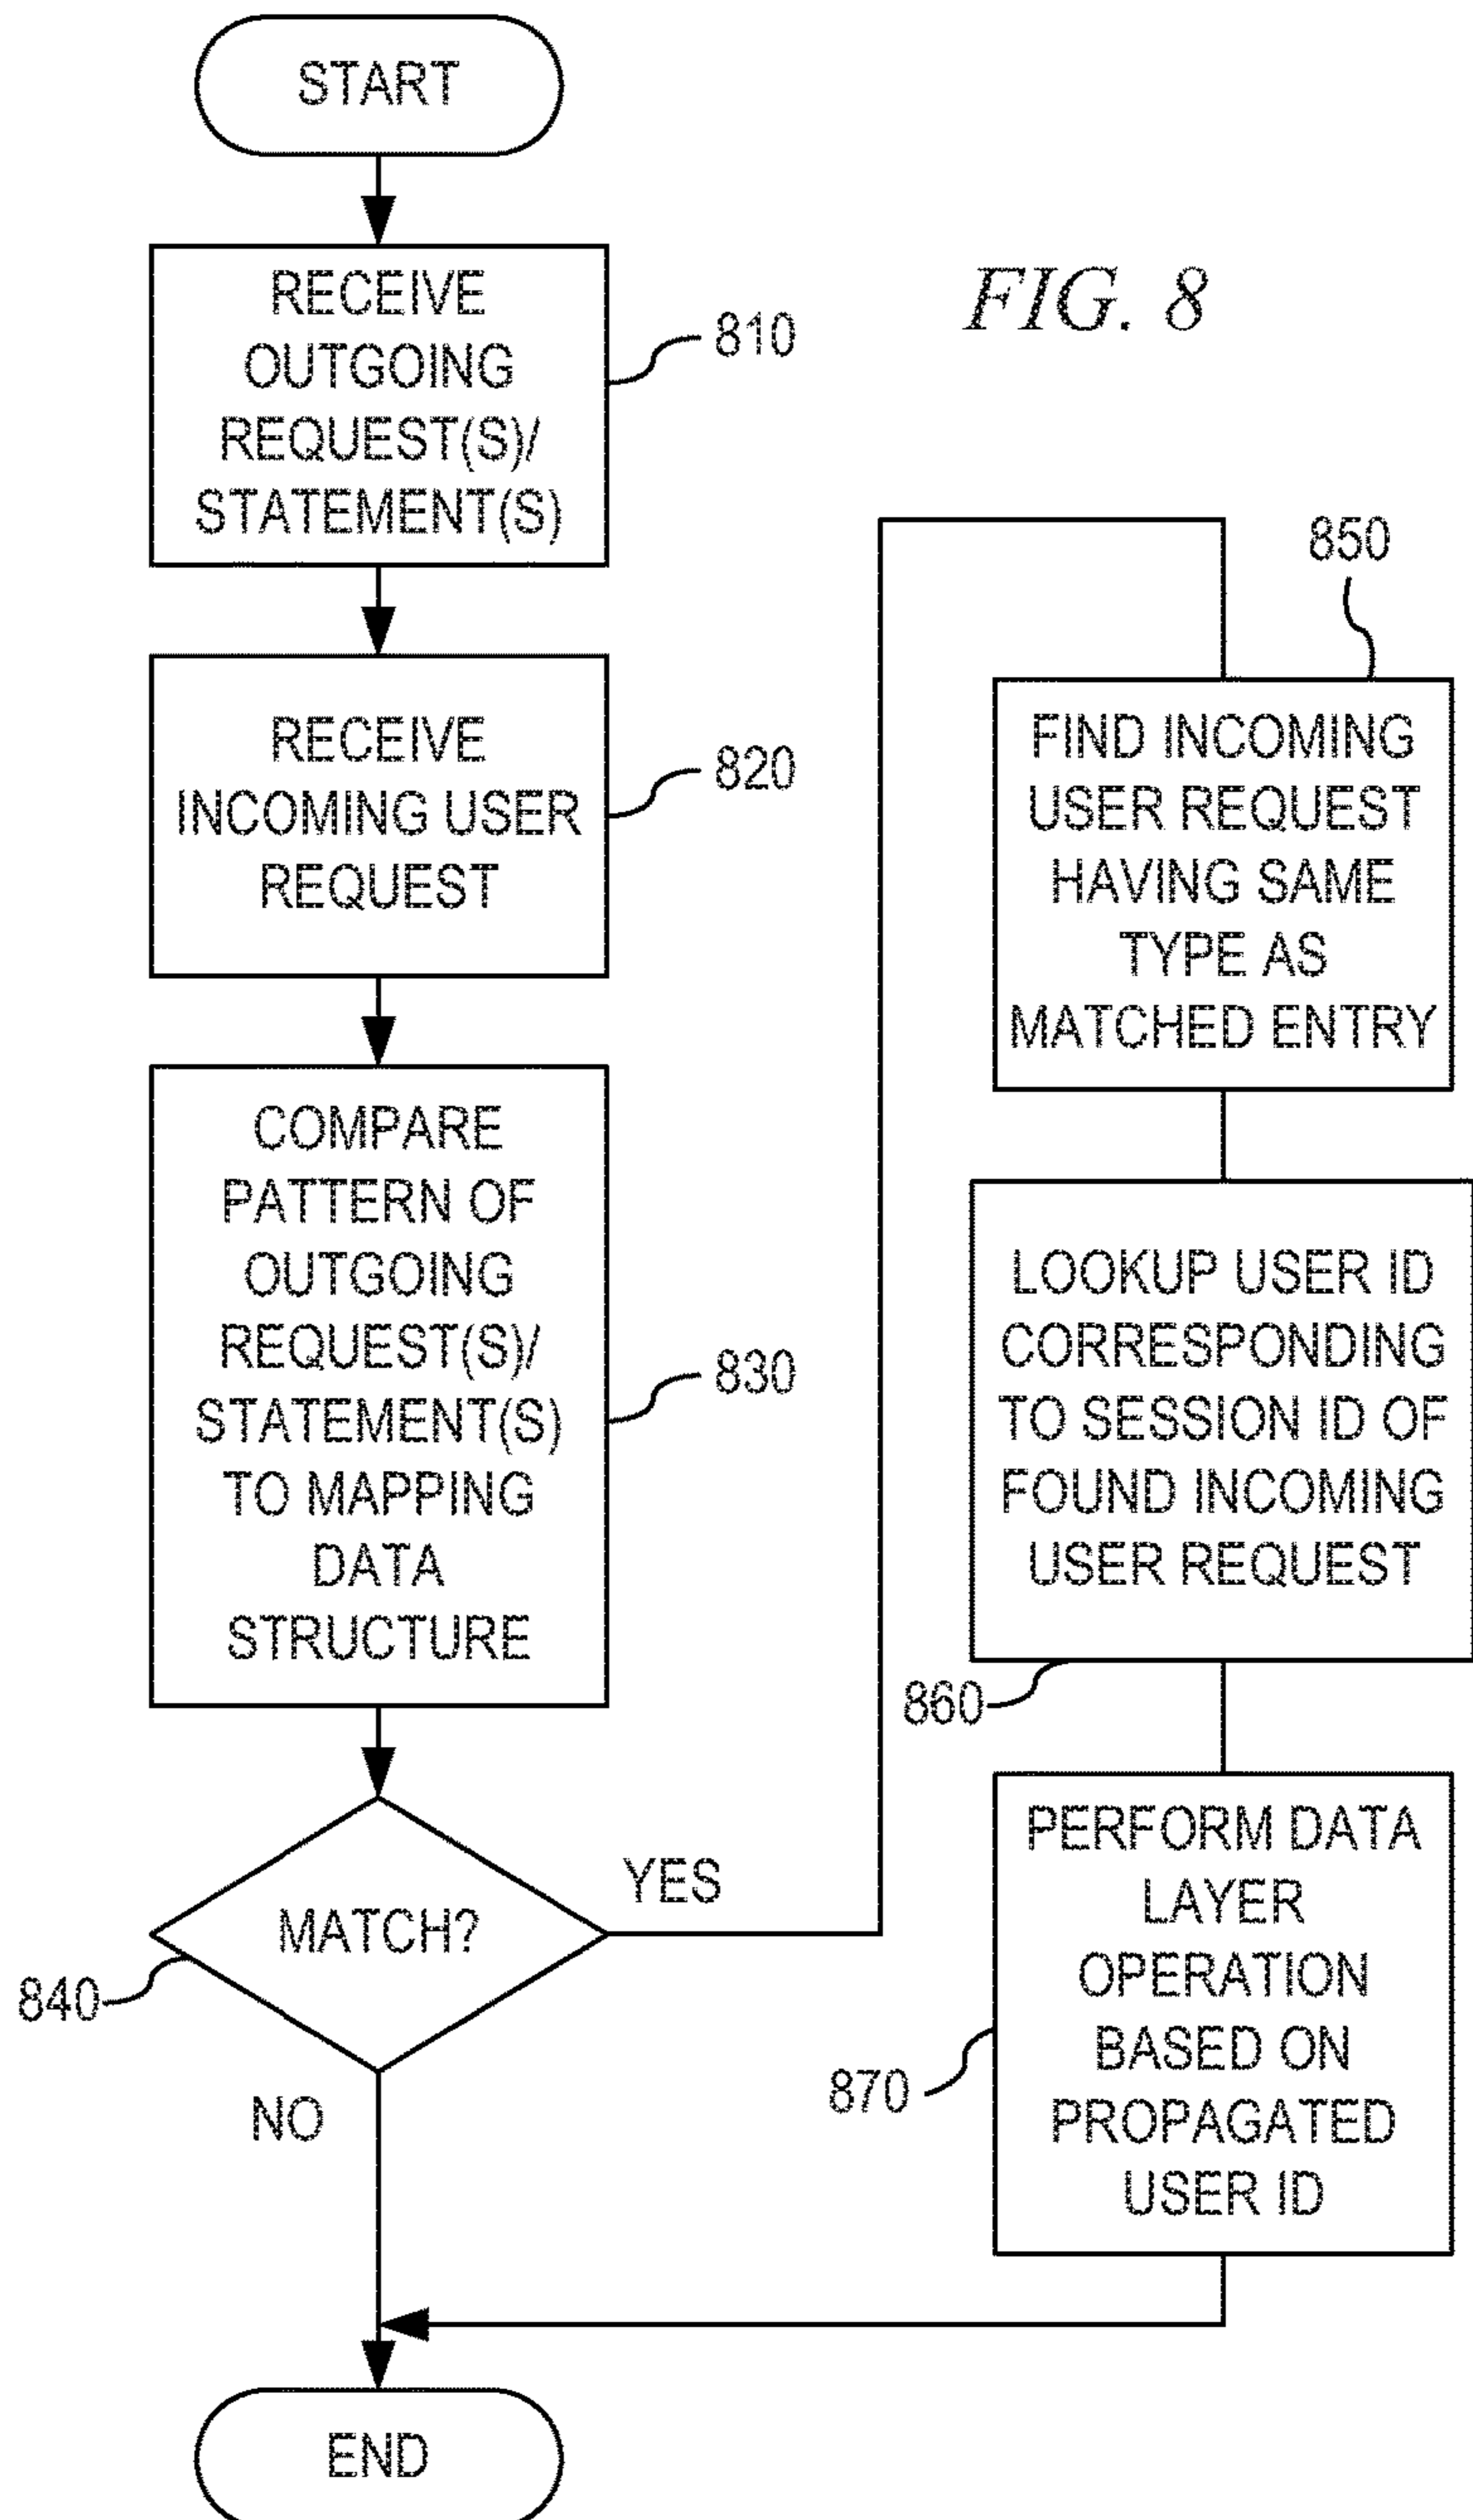 START
FIG. 8
RECEIVE
OUTGOING
REQUEST(S)/
STATEMENT(S)
810
RECEIVE
INCOMING USER
REQUEST
820
COMPARE
PATTERN OF
OUTGOING
REQUEST(S)/
STATEMENT(S)
TO MAPPING
DATA
STRUCTURE
830
MATCH?
840
YES
NO
850
FIND INCOMING
USER REQUEST
HAVING SAME
TYPE AS
MATCHED ENTRY
LOOKUP USER ID
CORRESPONDING
TO SESSION ID OF
FOUND INCOMING
USER REQUEST
860
PERFORM DATA
LAYER
OPERATION
BASED ON
PROPAGATED
USER ID
870
END